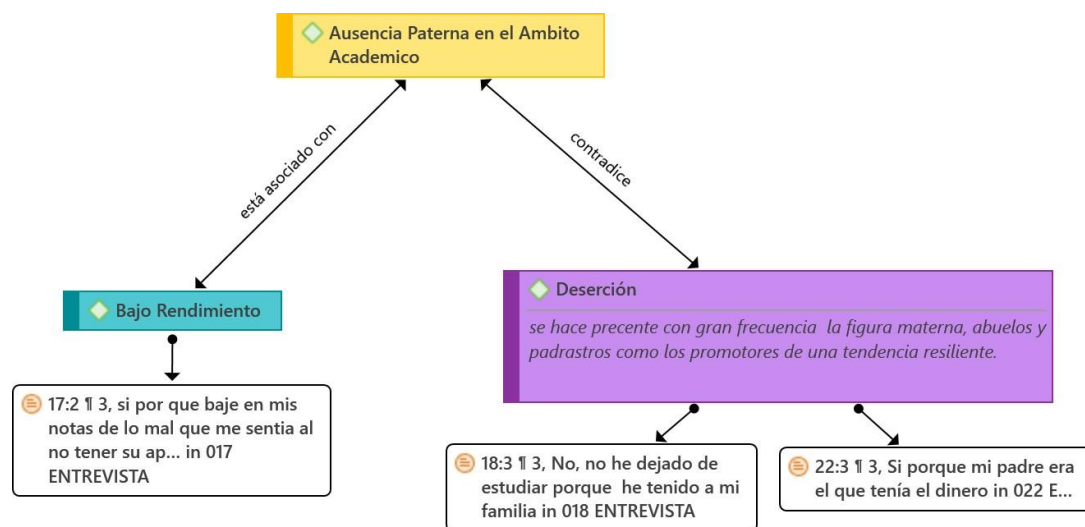 Ausencia Paterna en el Ambito
Academico
está asociado con
contradice
Bajo Rendimiento
Deserción
se hace precente con gran frecuencia la figura materna, abuelos y
padrastros como los promotores de una tendencia resiliente.
17:2 ¶ 3, si por que baje en mis
notas de lo mal que me sentia al
no tener su ap... in 017
ENTREVISTA
18:3 ¶ 3, No, no he dejado de
estudiar porque he tenido a mi
familia in 018 ENTREVISTA
22:3 ¶ 3, Si porque mi padre era
el que tenía el dinero in 022 E...